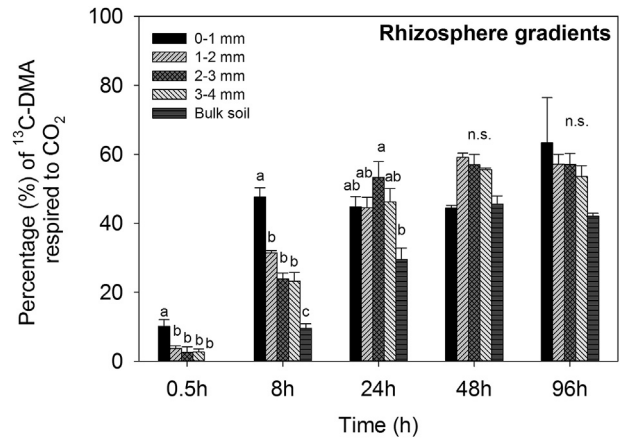 Rhizosphere gradients
0-1 mm
1-2 mm
2-3 mm
3-4 mm
Bulk soil
Percentage (%) of ¹³C-DMA
respired to CO₂
100
80
60
40
20
0
a
b
b
b
b
a
b
b
b
c
ab
ab
a
ab
b
n.s.
n.s.
0.5h
8h
24h
48h
96h
Time (h)